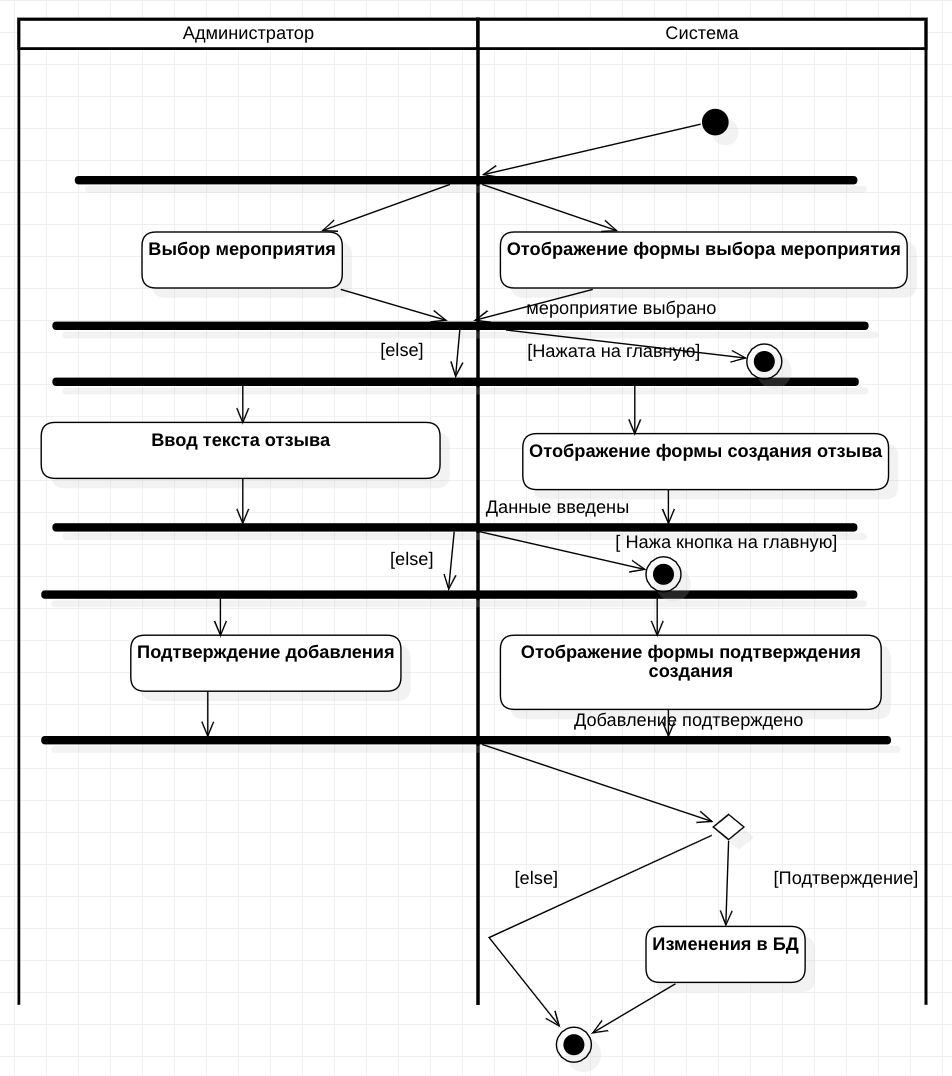 Администратор
Система
Выбор мероприятия
Отображение формы выбора мероприятия
мероприятие выбрано
[else]
[Нажата на главную]
Ввод текста отзыва
Отображение формы создания отзыва
Данные введены
[ Нажа кнопка на главную]
[else]
Подтверждение добавления
Отображение формы подтверждения
создания
Добавление подтверждено
[else]
[Подтверждение]
Изменения в БД